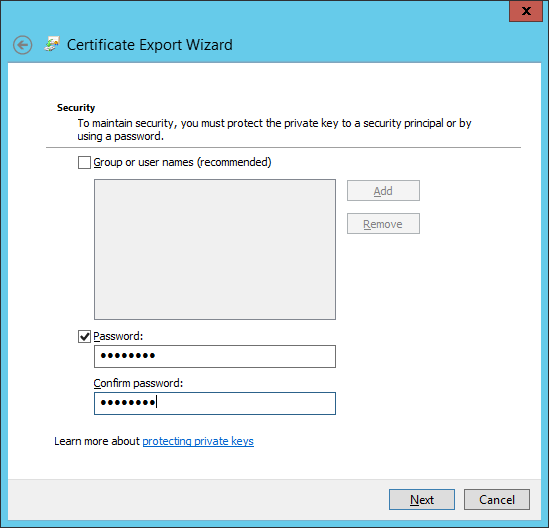 x
Certificate Export Wizard
Security
To maintain security, you must protect the private key to a security principal or by
using a password.
Group or user names (recommended)
Add
Remove
Password:
●●●●●●●●
Confirm password:
●●●●●●●●
Learn more about protecting private keys
Next
Cancel